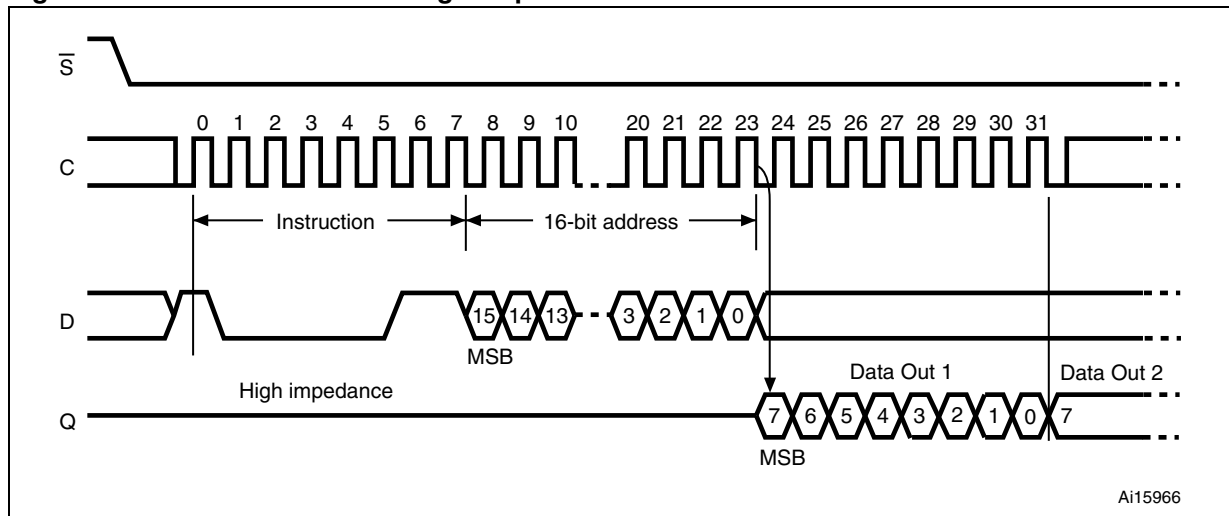 S
0 1 2 3 4 5 6 7 8 9 10 20 21 22 23 24 25 26 27 28 29 30 31
C
Instruction 16-bit address
D 15 14 13 3 2 1 0
MSB
High impedance Data Out 1 Data Out 2
Q 7 6 5 4 3 2 1 0 7
MSB
Ai15966